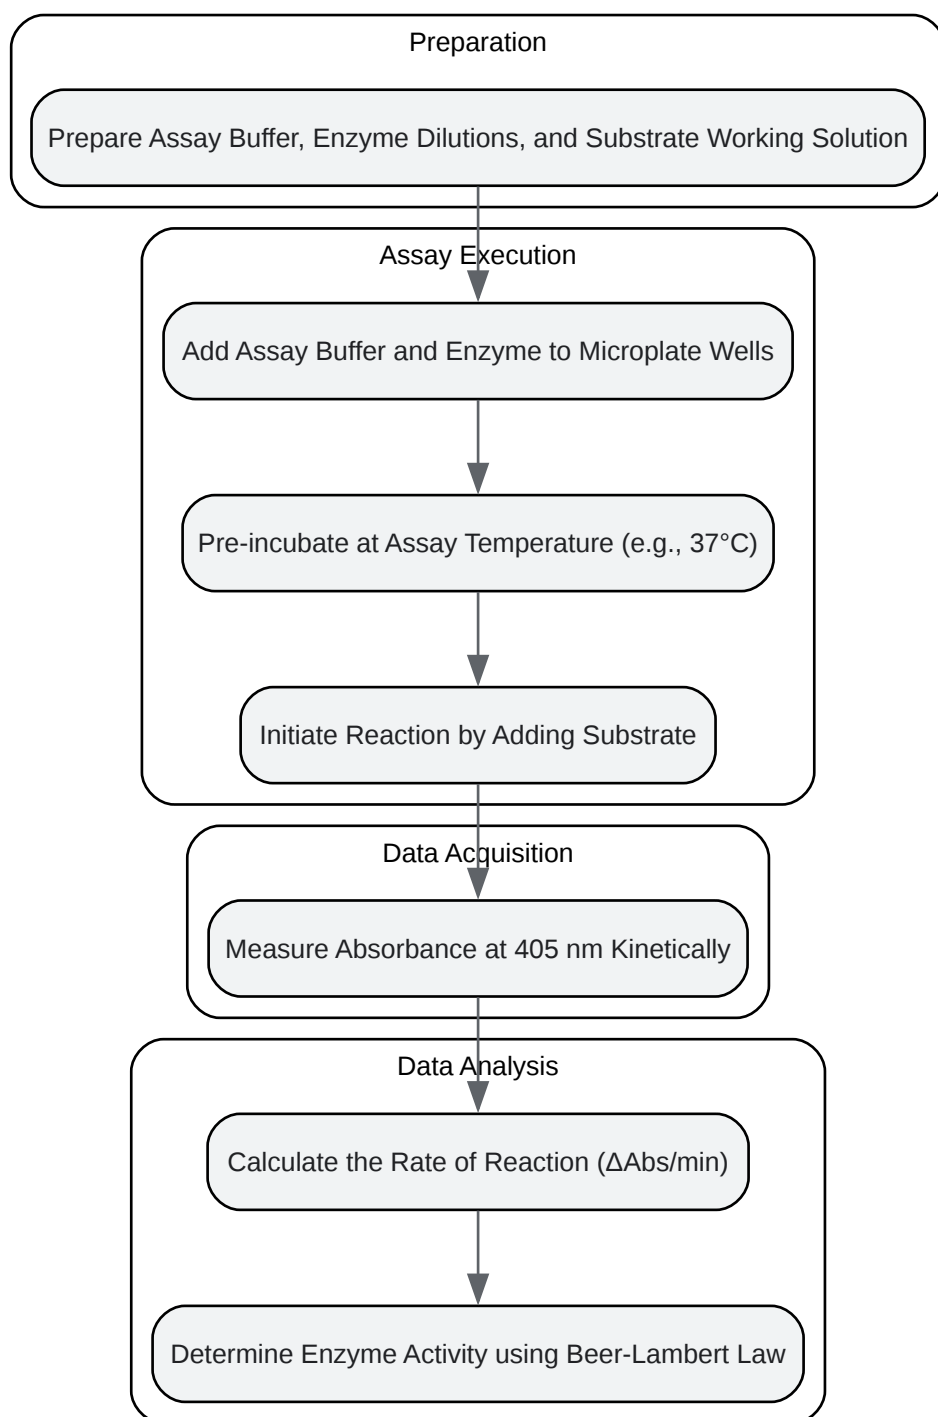 Preparation
Prepare Assay Buffer, Enzyme Dilutions, and Substrate Working Solution
Assay Execution
Add Assay Buffer and Enzyme to Microplate Wells
Pre-incubate at Assay Temperature (e.g., 37°C)
Initiate Reaction by Adding Substrate
Data Acquisition
Measure Absorbance at 405 nm Kinetically
Data Analysis
Calculate the Rate of Reaction (ΔAbs/min)
Determine Enzyme Activity using Beer-Lambert Law